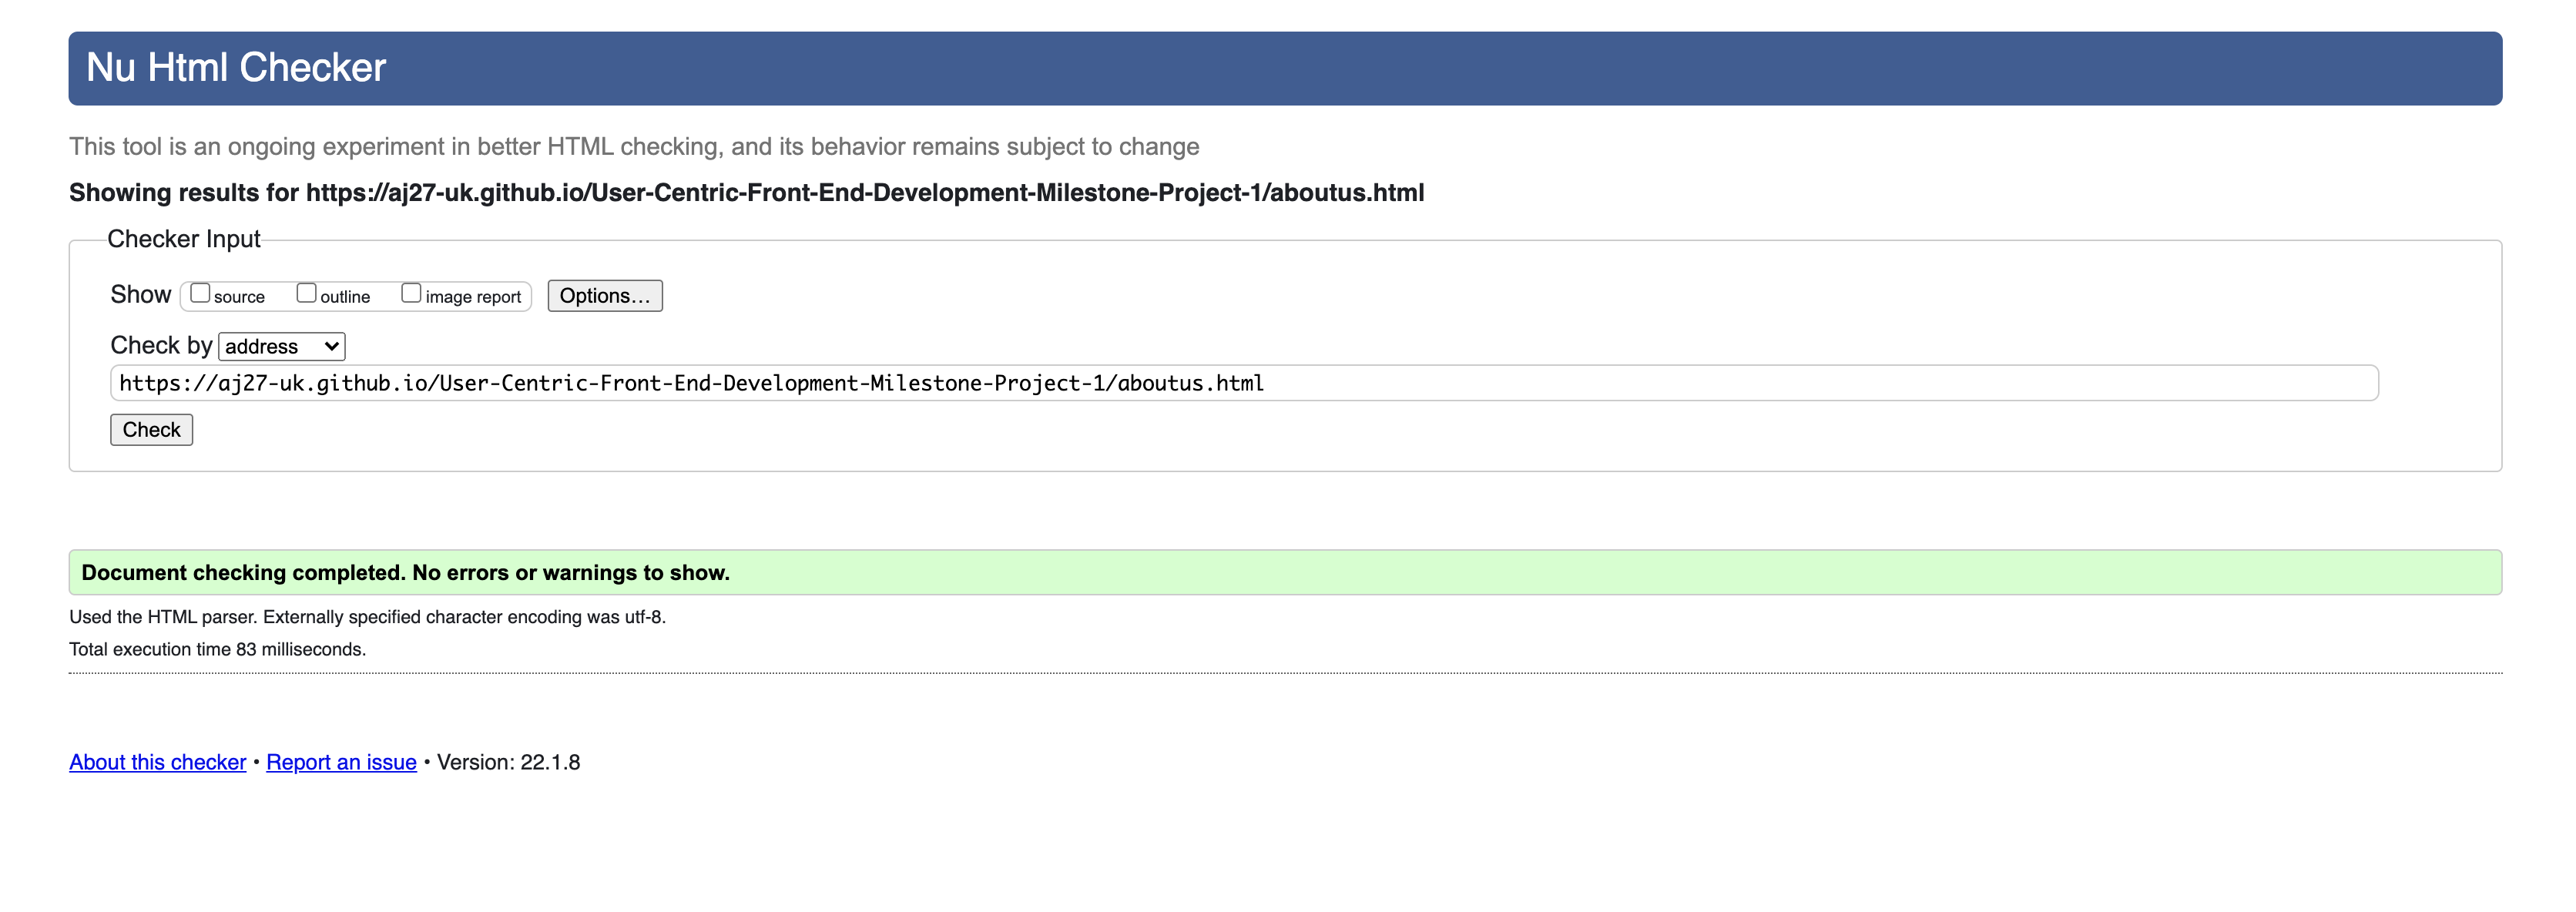 Nu Html Checker
This tool is an ongoing experiment in better HTML checking, and its behavior remains subject to change
Showing results for https://aj27-uk.github.io/User-Centric-Front-End-Development-Milestone-Project-1/aboutus.html
Checker Input
Show source outline image report Options…
Check by address
https://aj27-uk.github.io/User-Centric-Front-End-Development-Milestone-Project-1/aboutus.html
Check
Document checking completed. No errors or warnings to show.
Used the HTML parser. Externally specified character encoding was utf-8.
Total execution time 83 milliseconds.
About this checker • Report an issue • Version: 22.1.8